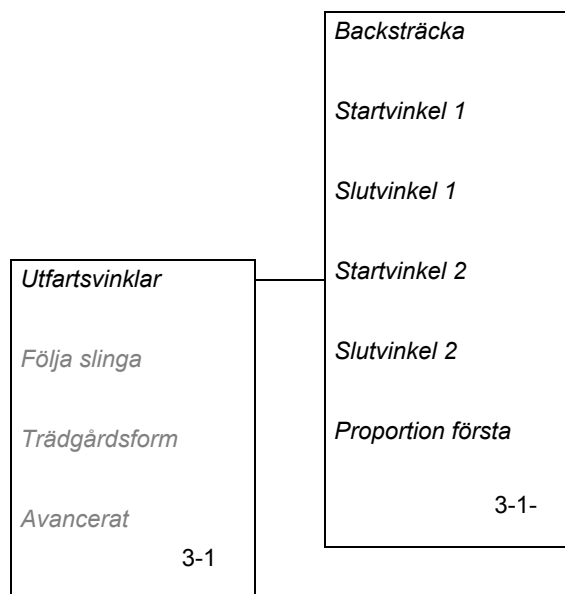 Backsträcka
Startvinkel 1
Slutvinkel 1
Startvinkel 2
Slutvinkel 2
Proportion första
3-1-
Utfartsvinklar
Följa slinga
Trädgårdsform
Avancerat
3-1